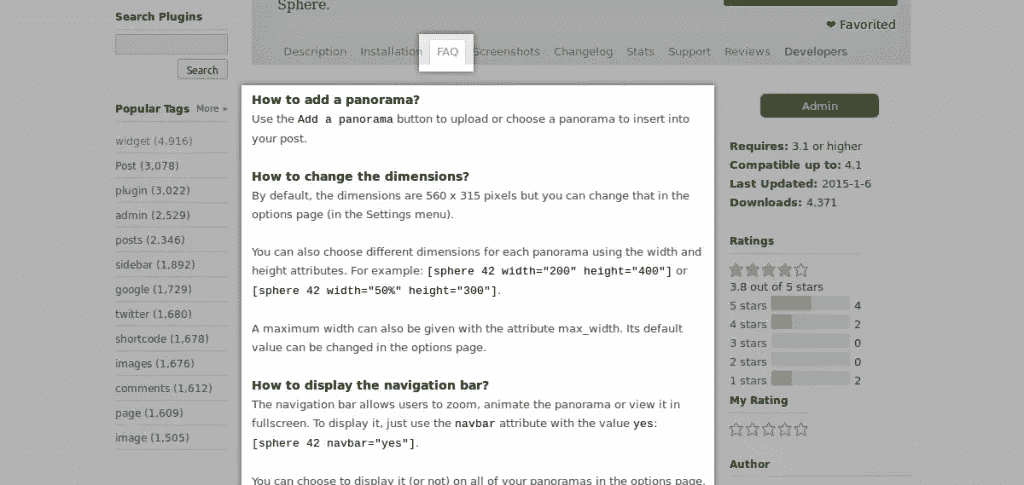 Sphere.
Search Plugins
Search
Favorited
Description Installation FAQ Screenshots Changelog Stats Support Reviews Developers
Popular Tags More »
widget (4,916)
Post (3,078)
plugin (3,022)
admin (2,529)
posts (2,346)
sidebar (1,892)
google (1,729)
twitter (1,680)
shortcode (1,678)
images (1,676)
comments (1,612)
page (1,609)
image (1,505)
How to add a panorama?
Use the Add a panorama button to upload or choose a panorama to insert into
your post.
How to change the dimensions?
By default, the dimensions are 560 x 315 pixels but you can change that in the
options page (in the Settings menu).
You can also choose different dimensions for each panorama using the width and
height attributes. For example: [sphere 42 width="200" height="400"] or
[sphere 42 width="50%" height="300"].
A maximum width can also be given with the attribute max_width. Its default
value can be changed in the options page.
How to display the navigation bar?
The navigation bar allows users to zoom, animate the panorama or view it in
fullscreen. To display it, just use the navbar attribute with the value yes:
[sphere 42 navbar="yes"].
You can choose to display it (or not) on all of your panoramas in the options page.
Admin
Requires: 3.1 or higher
Compatible up to: 4.1
Last Updated: 2015-1-6
Downloads: 4,371
Ratings
3.8 out of 5 stars
5 stars 4
4 stars 2
3 stars 0
2 stars 0
1 stars 2
My Rating
Author